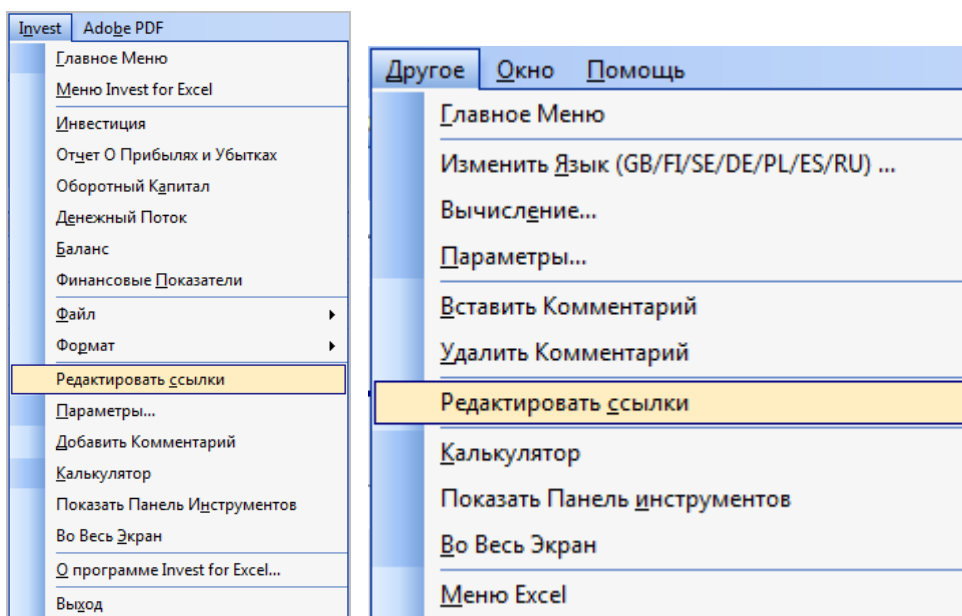 Invest Adobe PDF
Главное Меню
Меню Invest for Excel
Инвестиция
Отчет О Прибылях и Убытках
Оборотный Капитал
Денежный Поток
Баланс
Финансовые Показатели
Файл
Формат
Редактировать ссылки
Параметры...
Добавить Комментарий
Калькулятор
Показать Панель Инструментов
Во Весь Экран
О программе Invest for Excel...
Выход
Другое Окно Помощь
Главное Меню
Изменить Язык (GB/FI/SE/DE/PL/ES/RU) ...
Вычисление...
Параметры...
Вставить Комментарий
Удалить Комментарий
Редактировать ссылки
Калькулятор
Показать Панель инструментов
Во Весь Экран
Меню Excel